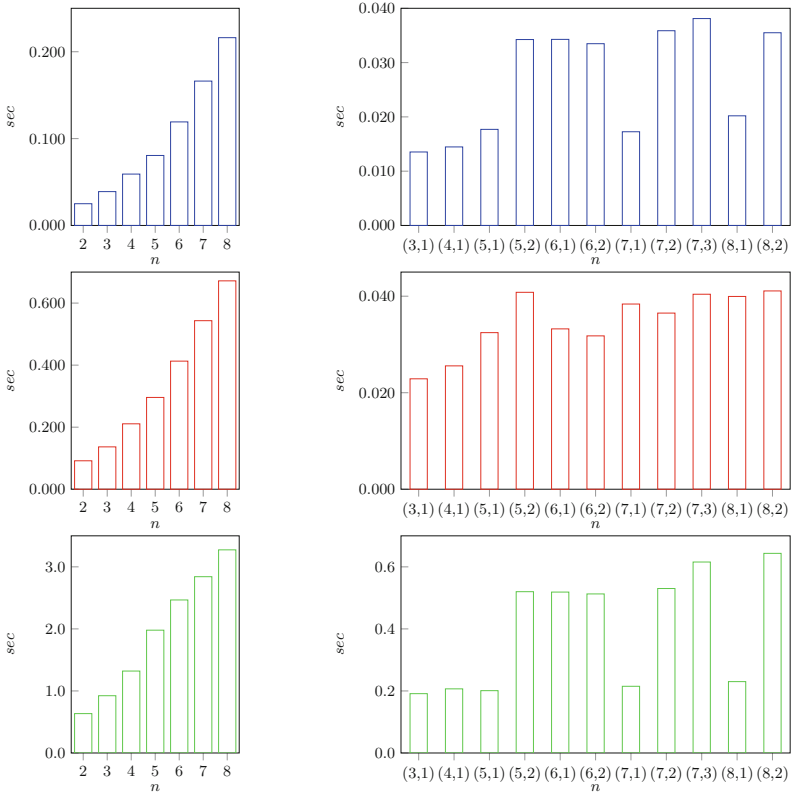 0.200
0.100
0.000
sec
2 3 4 5 6 7 8
n
0.040
0.030
0.020
0.010
0.000
sec
(3,1) (4,1) (5,1) (5,2) (6,1) (6,2) (7,1) (7,2) (7,3) (8,1) (8,2)
n
0.600
0.400
0.200
0.000
sec
2 3 4 5 6 7 8
n
0.040
0.020
0.000
sec
(3,1) (4,1) (5,1) (5,2) (6,1) (6,2) (7,1) (7,2) (7,3) (8,1) (8,2)
n
3.0
2.0
1.0
0.0
sec
2 3 4 5 6 7 8
n
0.6
0.4
0.2
0.0
sec
(3,1) (4,1) (5,1) (5,2) (6,1) (6,2) (7,1) (7,2) (7,3) (8,1) (8,2)
n